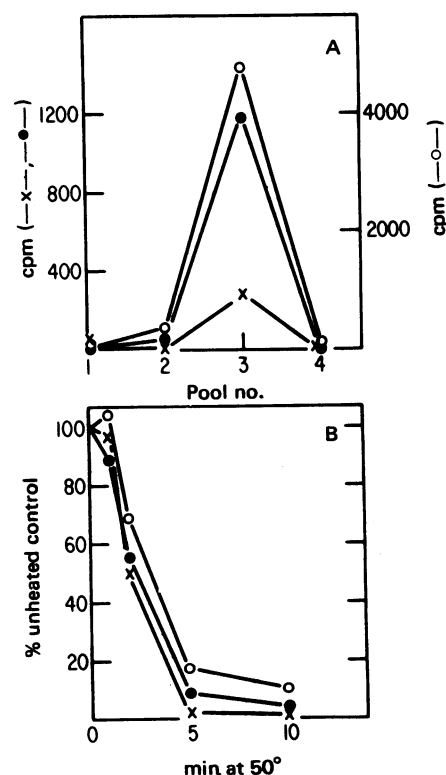 A
cpm (—x—, —●—)
1200
800
400
4000
2000
cpm (—o—)
1 2 3 4
Pool no.
B
% unheated control
100
80
60
40
20
0 5 10
min. at 50°